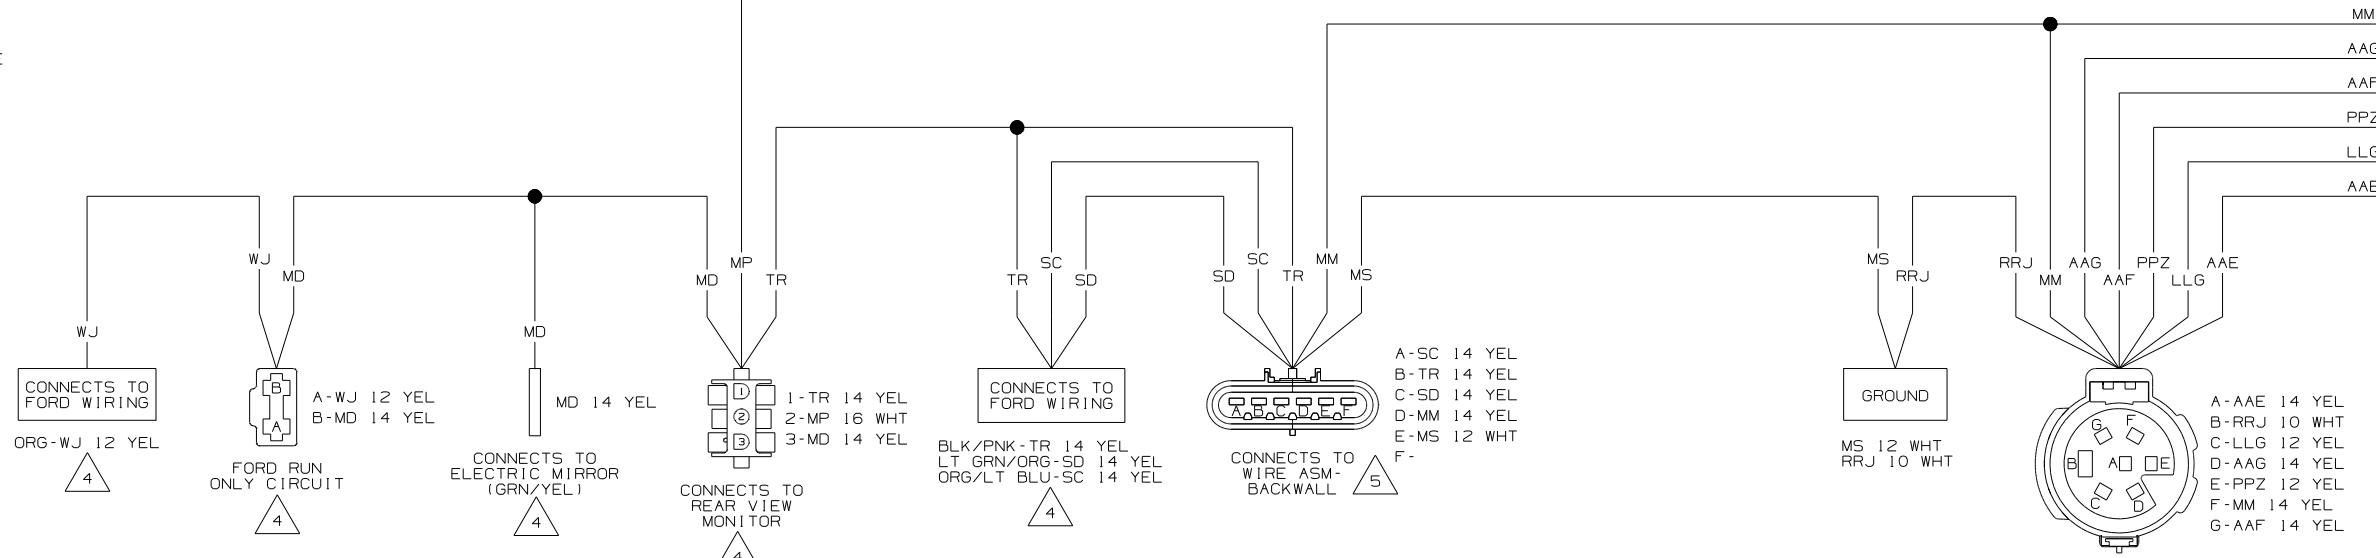 MM
AAG
AAF
PPZ
LLG
AAE
WJ
MD
MP
MD
TR
TR
SC
SD
SD
SC
TR
MM
MS
MS
RRJ
RRJ
MM
AAG
AAF
PPZ
LLG
AAE
WJ
MD
CONNECTS TO
FORD WIRING
ORG-WJ 12 YEL
4
B
A
A-WJ 12 YEL
B-MD 14 YEL
FORD RUN
ONLY CIRCUIT
4
MD 14 YEL
CONNECTS TO
ELECTRIC MIRROR
(GRN/YEL)
4
1
2
3
1-TR 14 YEL
2-MP 16 WHT
3-MD 14 YEL
CONNECTS TO
REAR VIEW
MONITOR
4
CONNECTS TO
FORD WIRING
BLK/PNK-TR 14 YEL
LT GRN/ORG-SD 14 YEL
ORG/LT BLU-SC 14 YEL
4
A B C D E F
A-SC 14 YEL
B-TR 14 YEL
C-SD 14 YEL
D-MM 14 YEL
E-MS 12 WHT
F-
CONNECTS TO
WIRE ASM-
BACKWALL
5
GROUND
MS 12 WHT
RRJ 10 WHT
G F
B A E
C D
A-AAE 14 YEL
B-RRJ 10 WHT
C-LLG 12 YEL
D-AAG 14 YEL
E-PPZ 12 YEL
F-MM 14 YEL
G-AAF 14 YEL